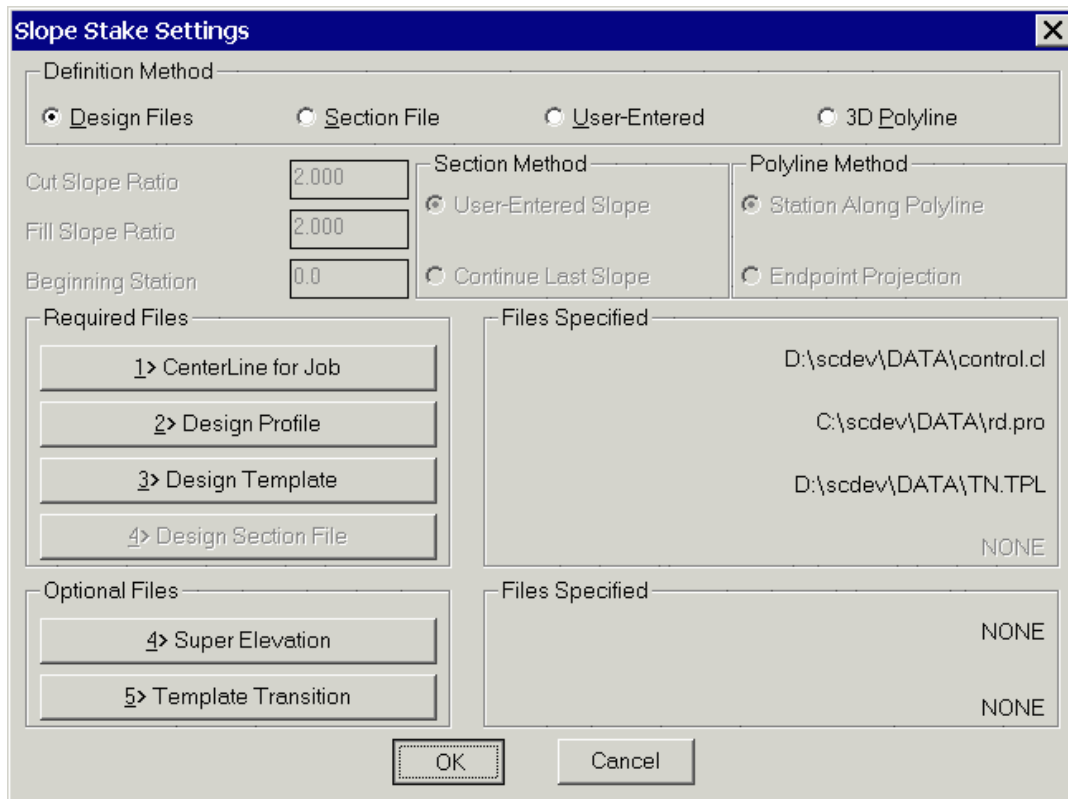 Slope Stake Settings
Definition Method
Design Files
Section File
User-Entered
3D Polyline
Cut Slope Ratio
2.000
Fill Slope Ratio
2.000
Beginning Station
0.0
Section Method
User-Entered Slope
Continue Last Slope
Polyline Method
Station Along Polyline
Endpoint Projection
Required Files
1> CenterLine for Job
2> Design Profile
3> Design Template
4> Design Section File
Files Specified
D:\scdev\DATA\control.cl
C:\scdev\DATA\rd.pro
D:\scdev\DATA\TN.TPL
NONE
Optional Files
4> Super Elevation
5> Template Transition
Files Specified
NONE
NONE
OK
Cancel